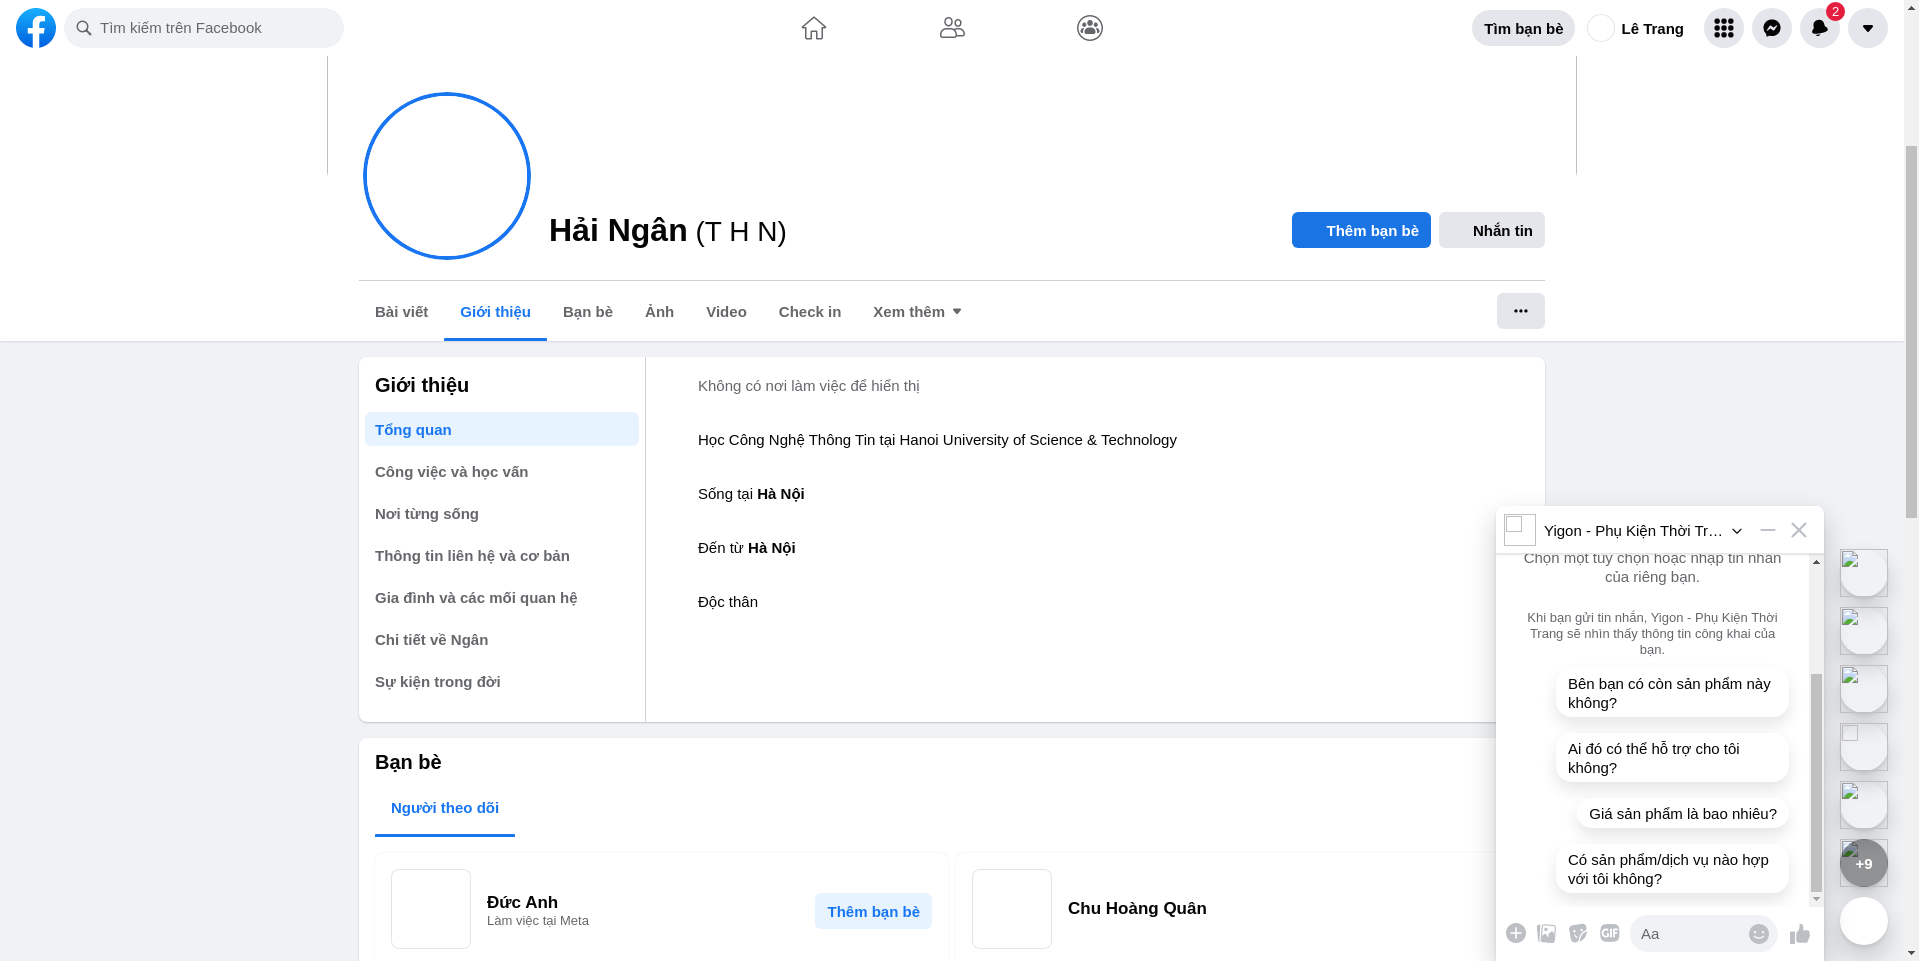 Tìm kiếm trên Facebook
Tìm bạn bè
Lê Trang
2
Hải Ngân (T H N)
Thêm bạn bè
Nhắn tin
Bài viết
Giới thiệu
Bạn bè
Ảnh
Video
Check in
Xem thêm
Giới thiệu
Tổng quan
Công việc và học vấn
Nơi từng sống
Thông tin liên hệ và cơ bản
Gia đình và các mối quan hệ
Chi tiết về Ngân
Sự kiện trong đời
Không có nơi làm việc để hiển thị
Học Công Nghệ Thông Tin tại Hanoi University of Science & Technology
Sống tại Hà Nội
Đến từ Hà Nội
Độc thân
Bạn bè
Người theo dõi
Đức Anh
Làm việc tại Meta
Thêm bạn bè
Chu Hoàng Quân
Yigon - Phụ Kiện Thời Tr...
Chọn một tùy chọn hoặc nhập tin nhắn
của riêng bạn.
Khi bạn gửi tin nhắn, Yigon - Phụ Kiện Thời
Trang sẽ nhìn thấy thông tin công khai của
bạn.
Bên bạn có còn sản phẩm này
không?
Ai đó có thể hỗ trợ cho tôi
không?
Giá sản phẩm là bao nhiêu?
Có sản phẩm/dịch vụ nào hợp
với tôi không?
GIF
Aa
+9